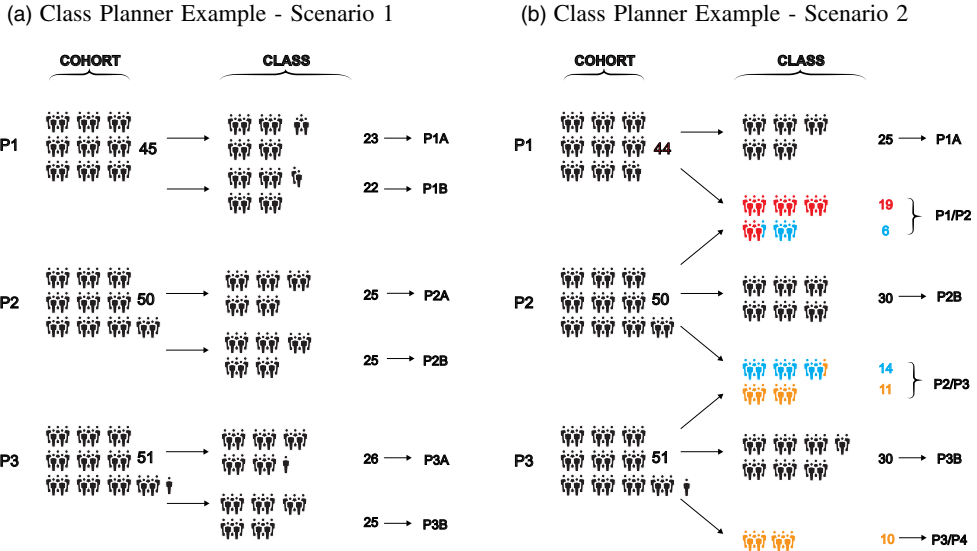 (a) Class Planner Example - Scenario 1
COHORT CLASS
P1 45
23 P1A
22 P1B
P2 50
25 P2A
25 P2B
P3 51
26 P3A
25 P3B
(b) Class Planner Example - Scenario 2
COHORT CLASS
P1 44
25 P1A
19
6
P1/P2
P2 50
30 P2B
14
11
P2/P3
P3 51
30 P3B
10 P3/P4